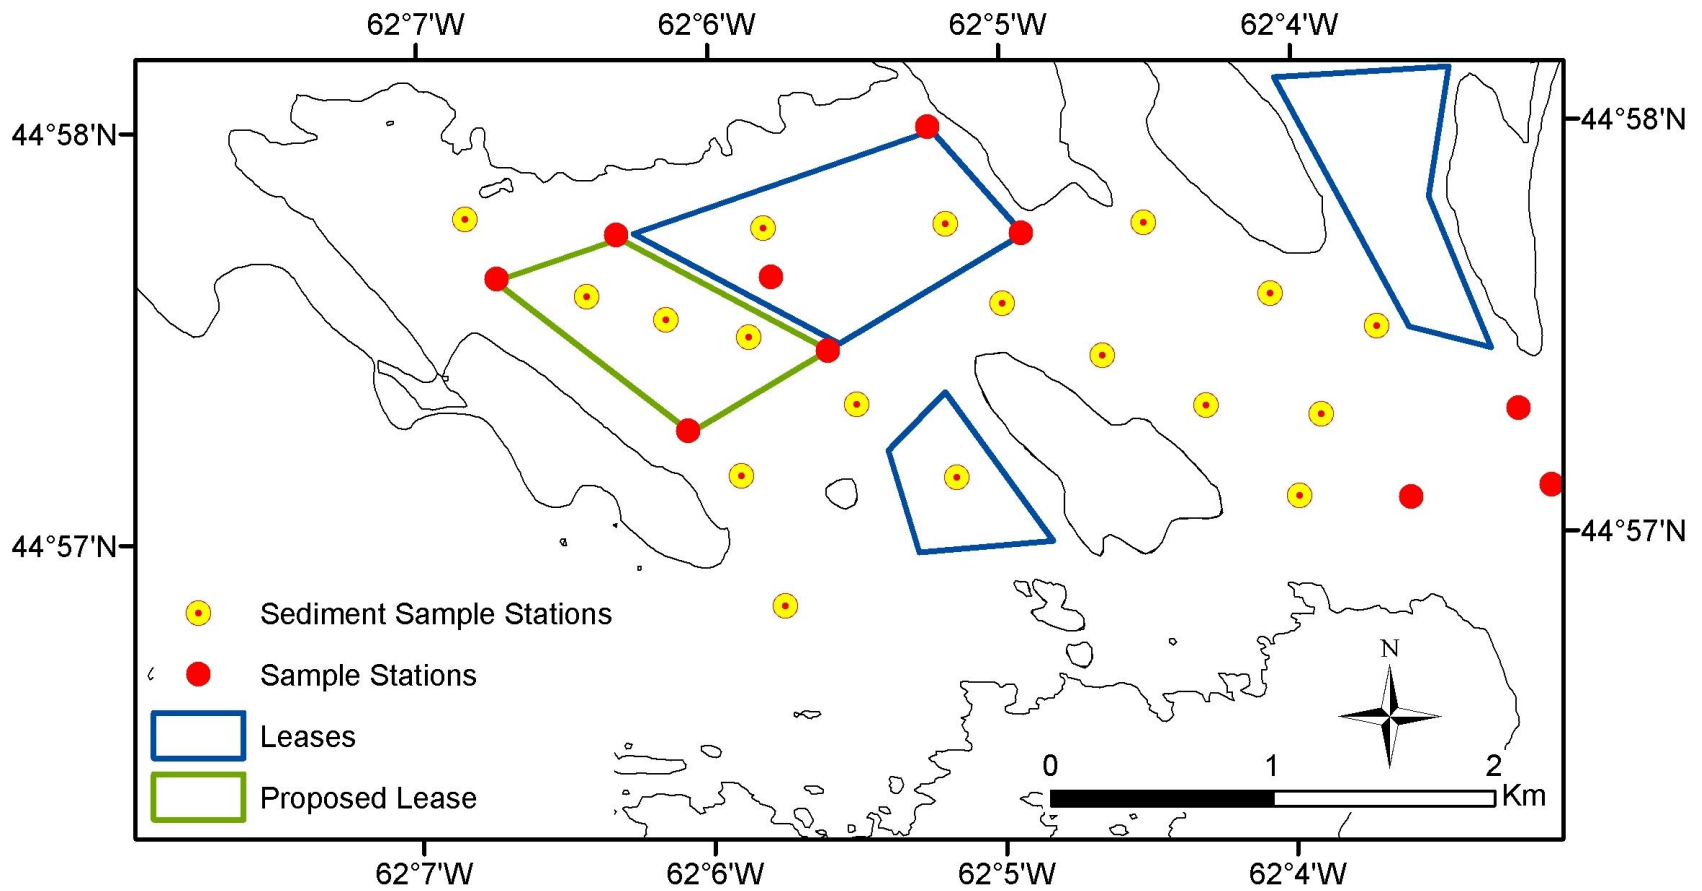 62°7'W 62°6'W 62°5'W 62°4'W
44°58'N 44°58'N
44°57'N 44°57'N
Sediment Sample Stations
Sample Stations
Leases
Proposed Lease
N
0 1 2
Km
62°7'W 62°6'W 62°5'W 62°4'W